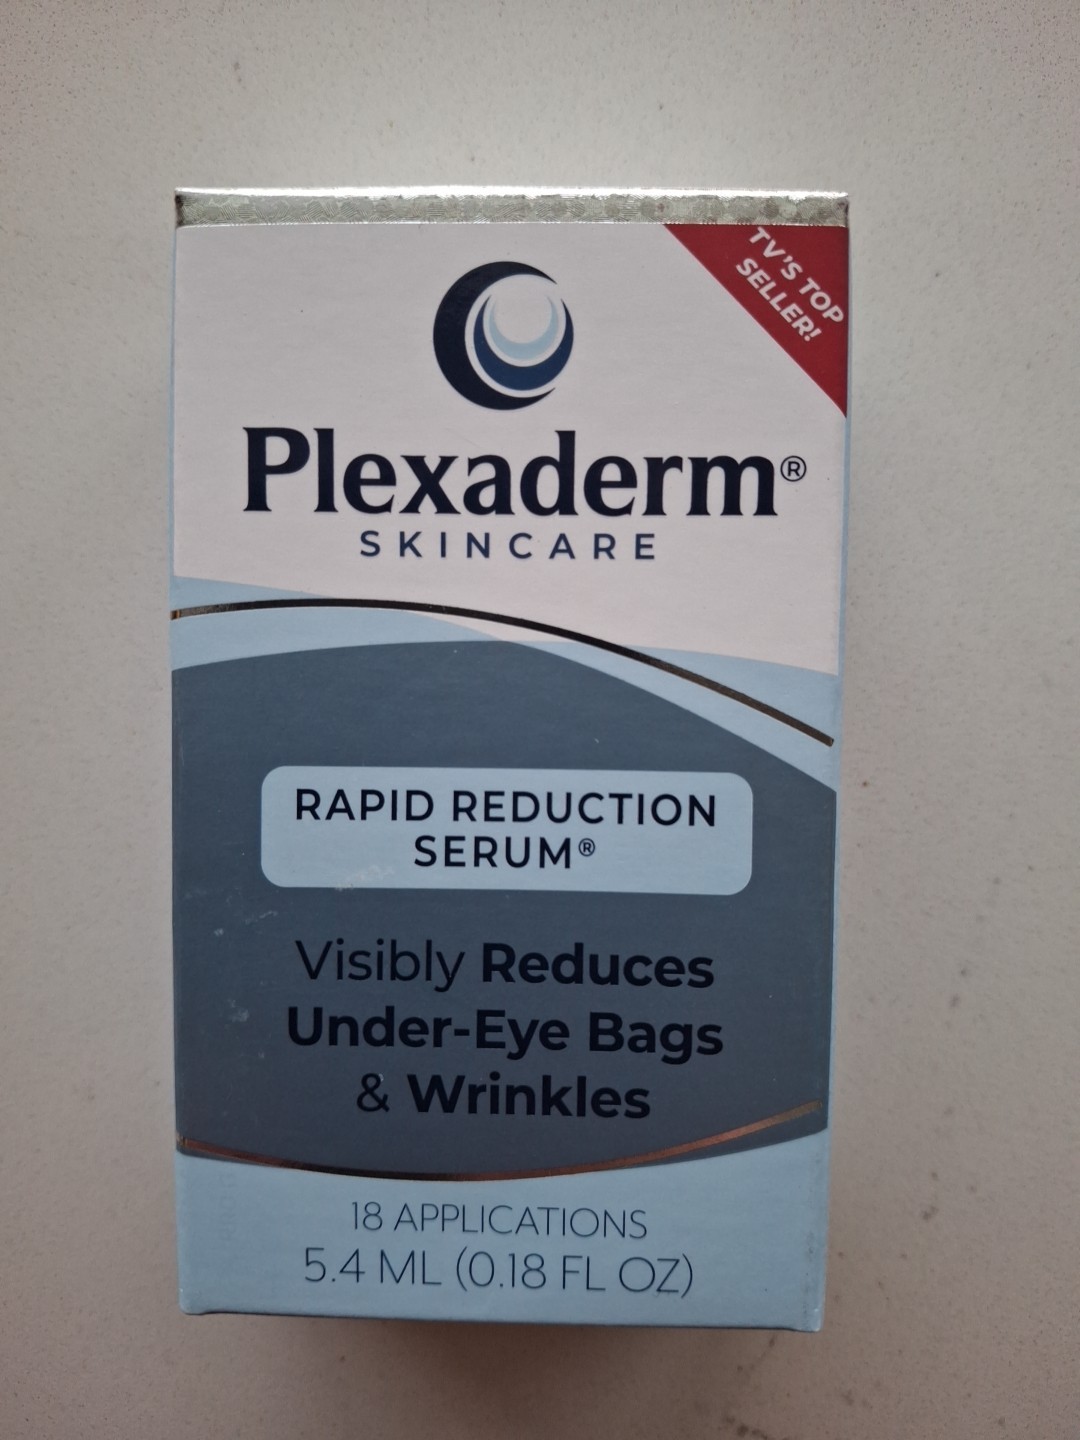 TV'S TOP
SELLER!
Plexaderm®
SKINCARE
RAPID REDUCTION
SERUM®
Visibly Reduces
Under-Eye Bags
& Wrinkles
18 APPLICATIONS
5.4 ML (0.18 FL OZ)